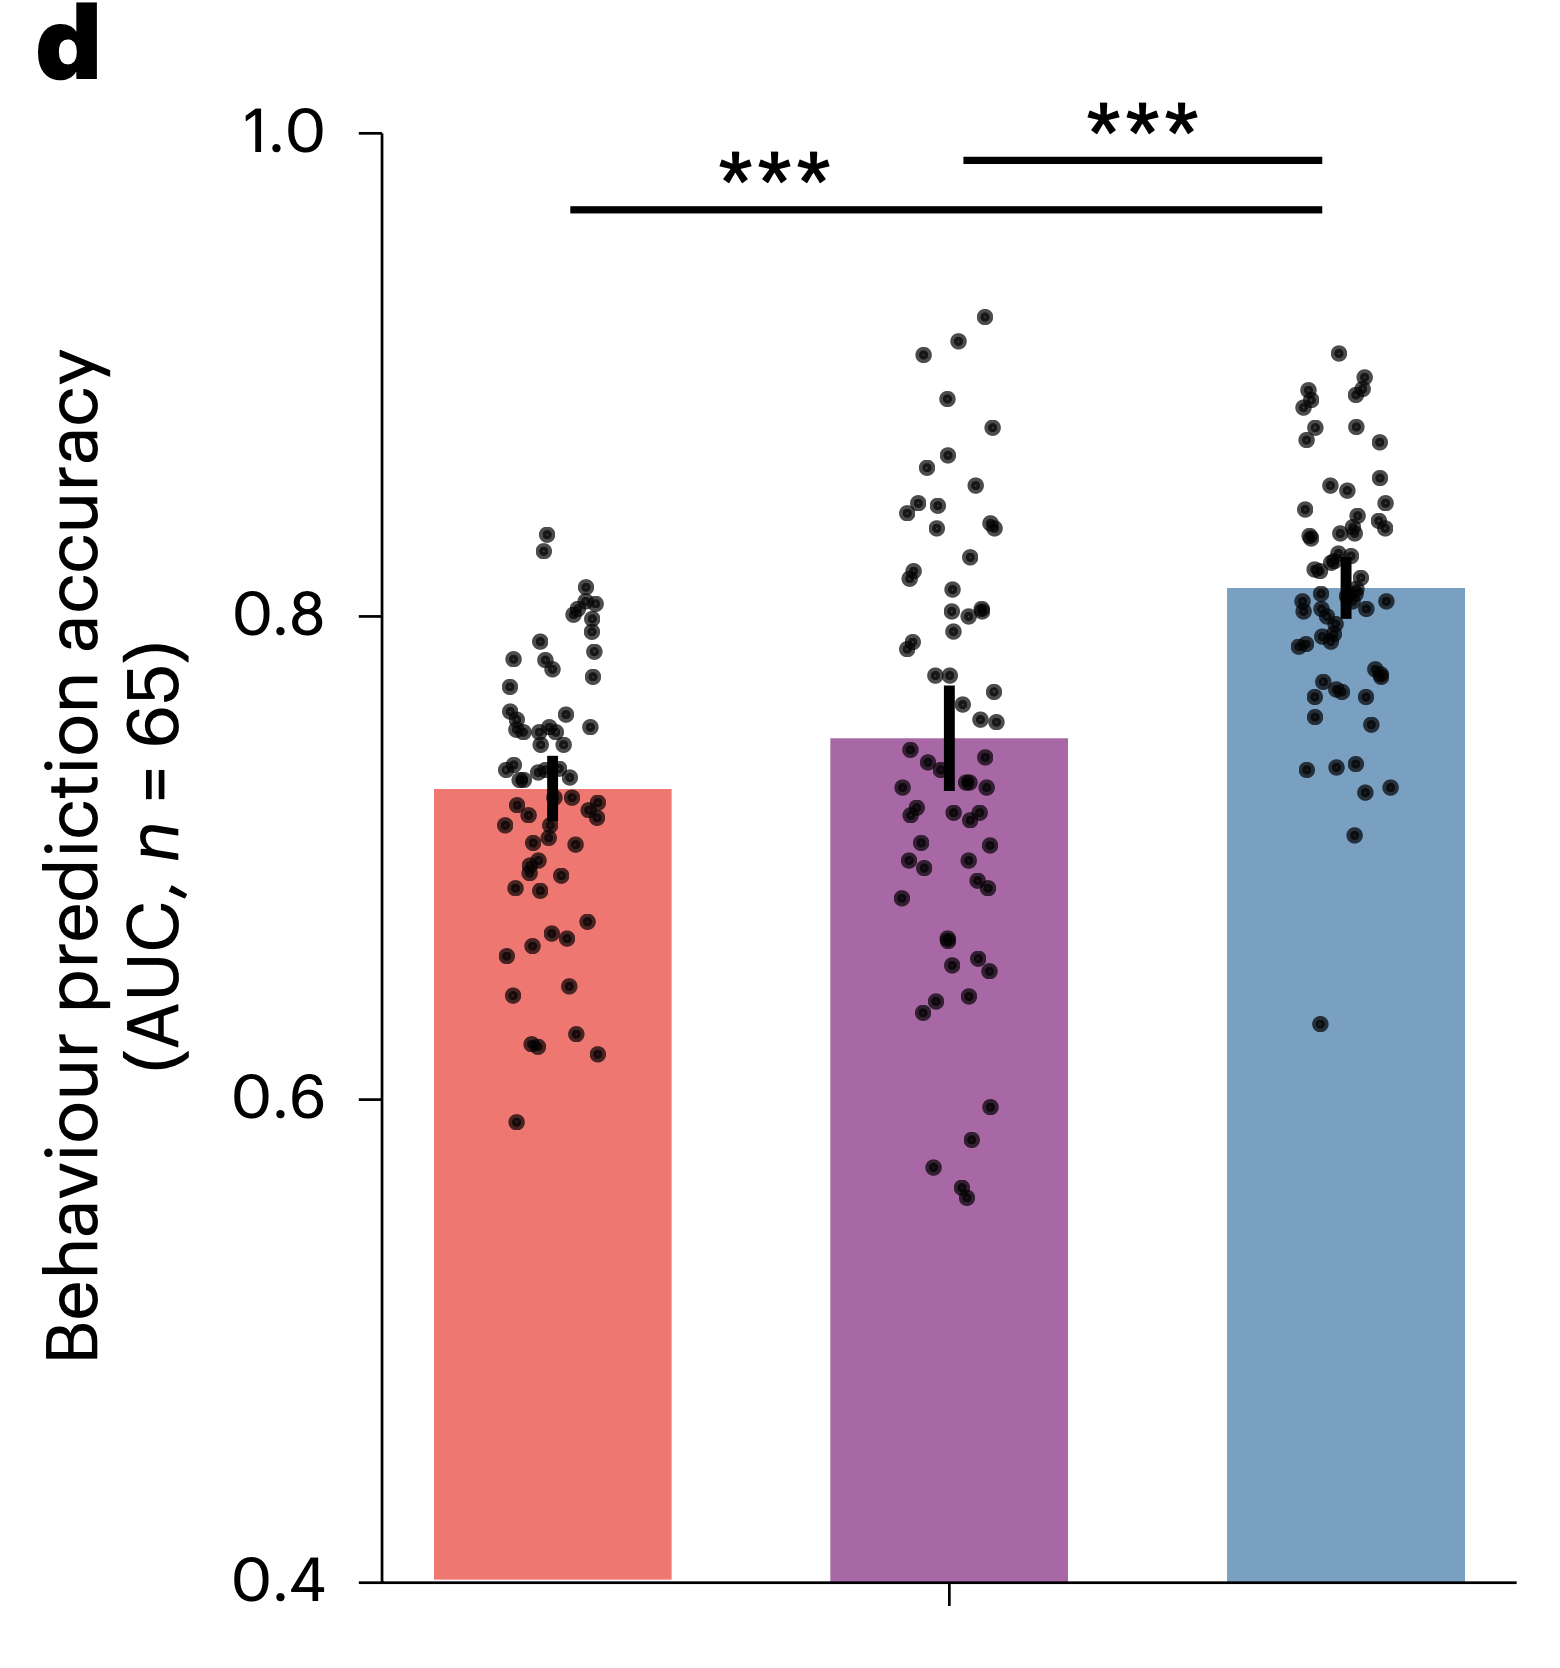 d
1.0
***
***
0.8
0.6
0.4
Behaviour prediction accuracy
(AUC, n = 65)